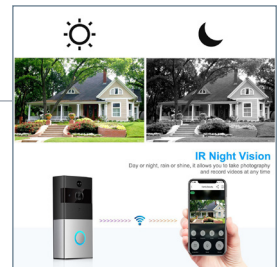 IR Night Vision
Day or night, rain or shine, it allows you to take photography
and record videos at any time